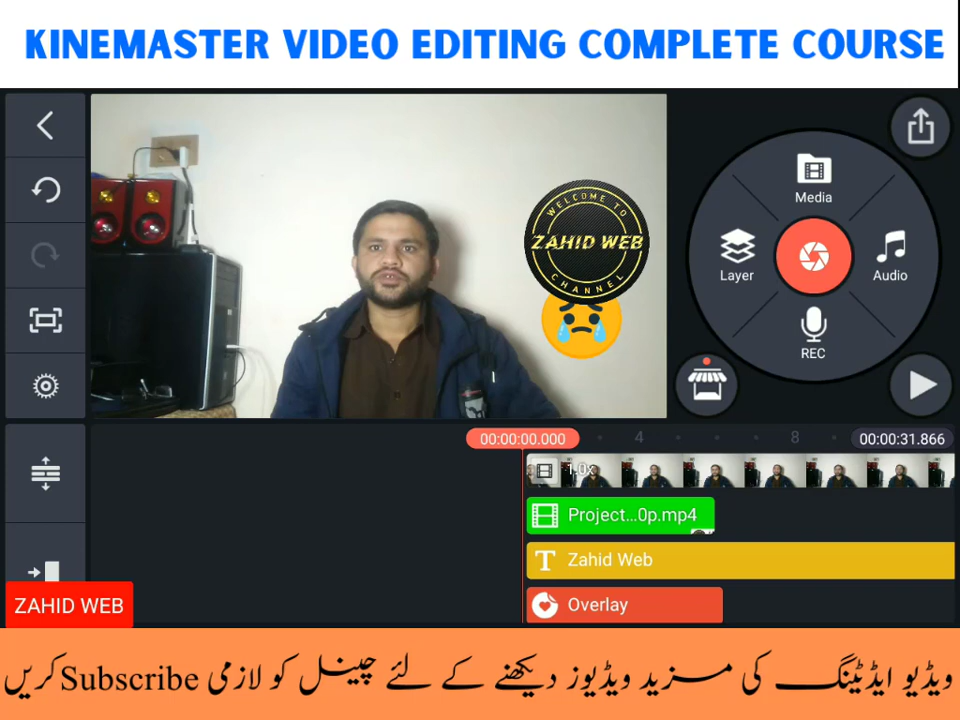 KINEMASTER VIDEO EDITING COMPLETE COURSE
Media
WELCOME TO
ZAHID WEB
CHANNEL
Layer
Audio
REC
00:00:00.000
4
8
00:00:31.866
1.0x
Project...0p.mp4
Zahid Web
Overlay
ZAHID WEB
ویڈیو ایڈیٹنگ کی مزید ویڈیوز دیکھنے کے لئے چینل کو لازمی Subscribe کریں